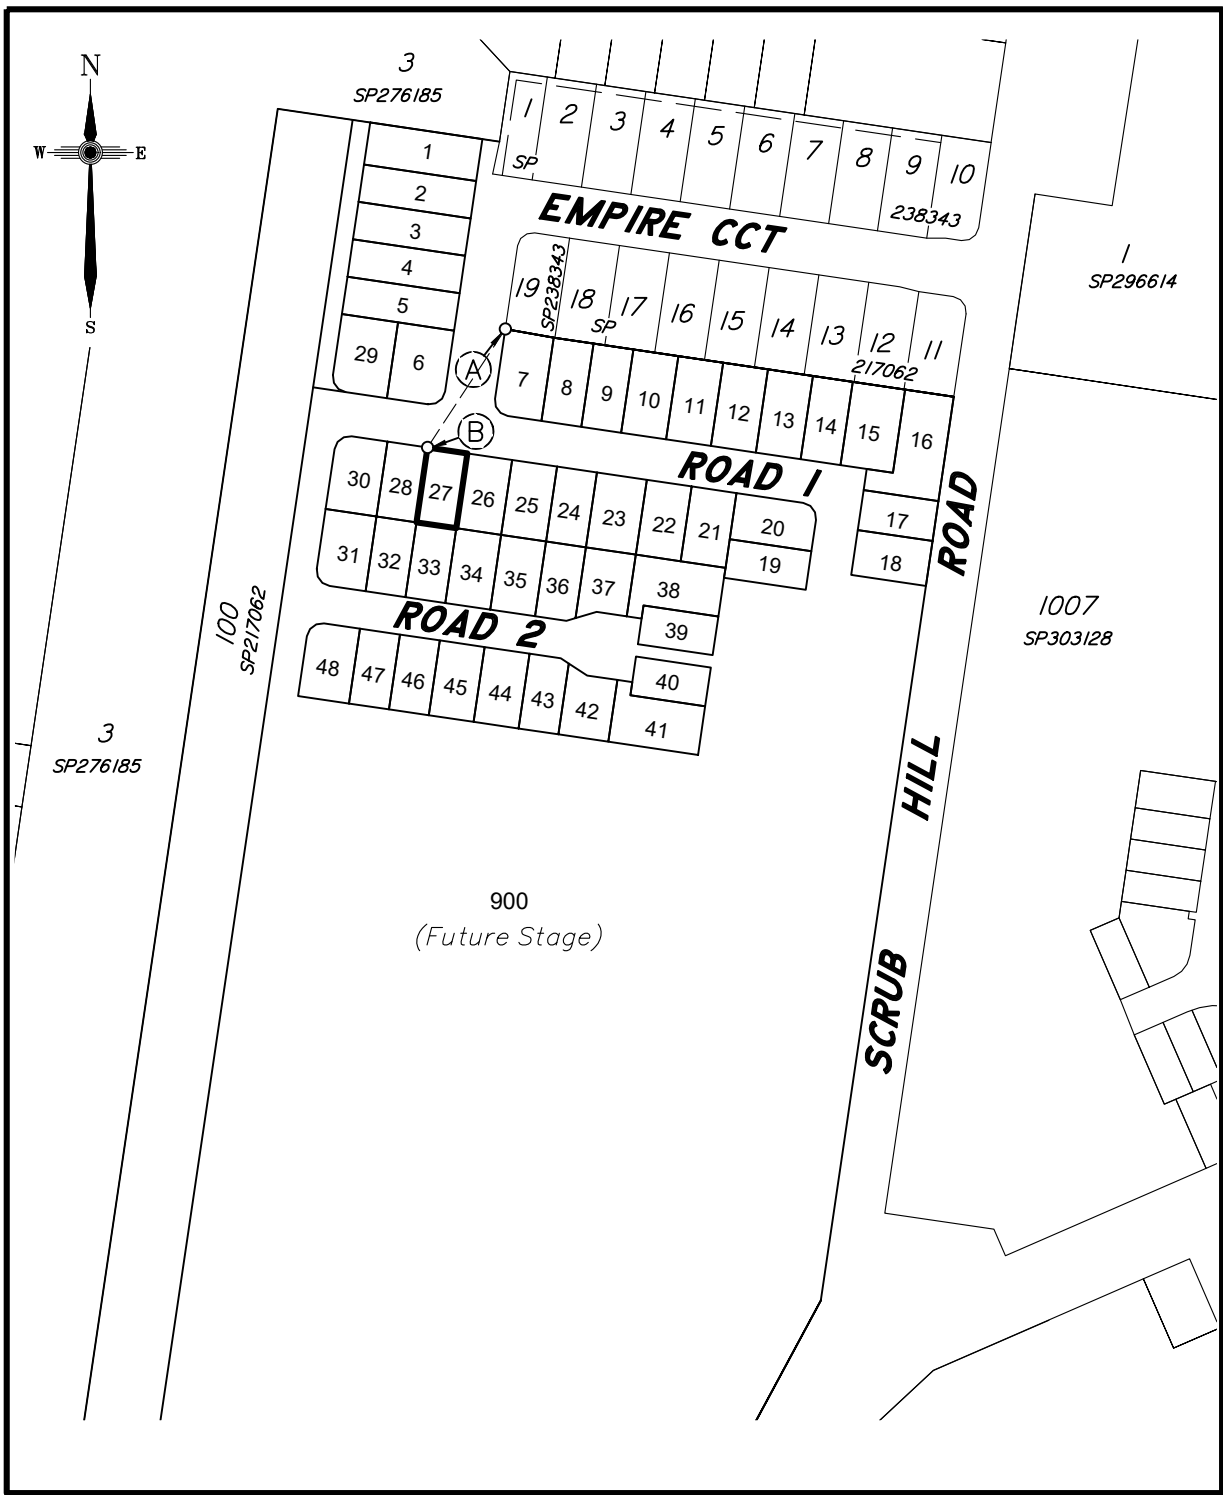 N
W E
S
3
SP276185
1 2 3 4 5 6 7 8 9 10
SP
238343
EMPIRE CCT
1
2
3
4
5
29 6
19 18 17 16 15 14 13 12 11
SP238343
SP
217062
1
SP296614
A
B
7 8 9 10 11 12 13 14 15 16
ROAD 1
17
18
30 28 27 26 25 24 23 22 21 20
19
31 32 33 34 35 36 37 38
39
ROAD 2
40
48 47 46 45 44 43 42 41
100
SP217062
1007
SP303128
3
SP276185
SCRUB HILL ROAD
900
(Future Stage)